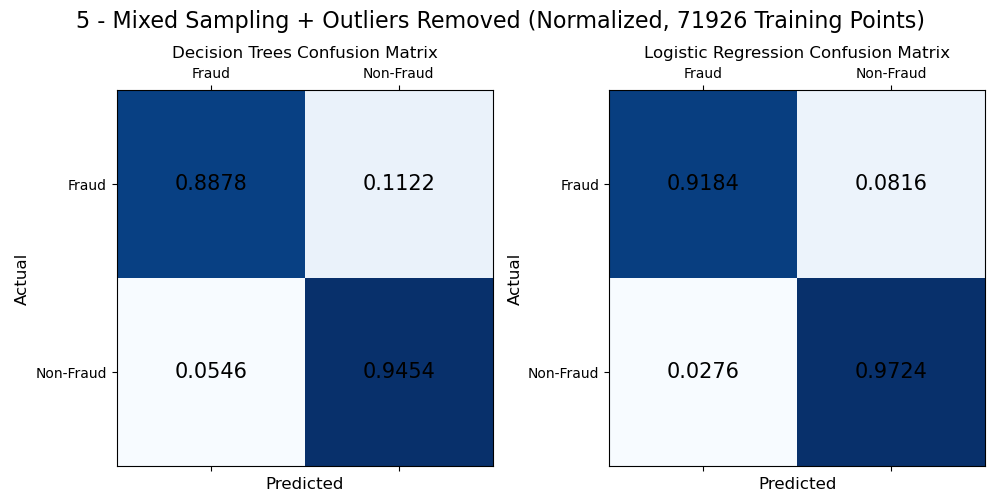 5 - Mixed Sampling + Outliers Removed (Normalized, 71926 Training Points)
Decision Trees Confusion Matrix
Fraud Non-Fraud
Actual
Fraud 0.8878 0.1122
Non-Fraud 0.0546 0.9454
Predicted
Logistic Regression Confusion Matrix
Fraud Non-Fraud
Actual
Fraud 0.9184 0.0816
Non-Fraud 0.0276 0.9724
Predicted